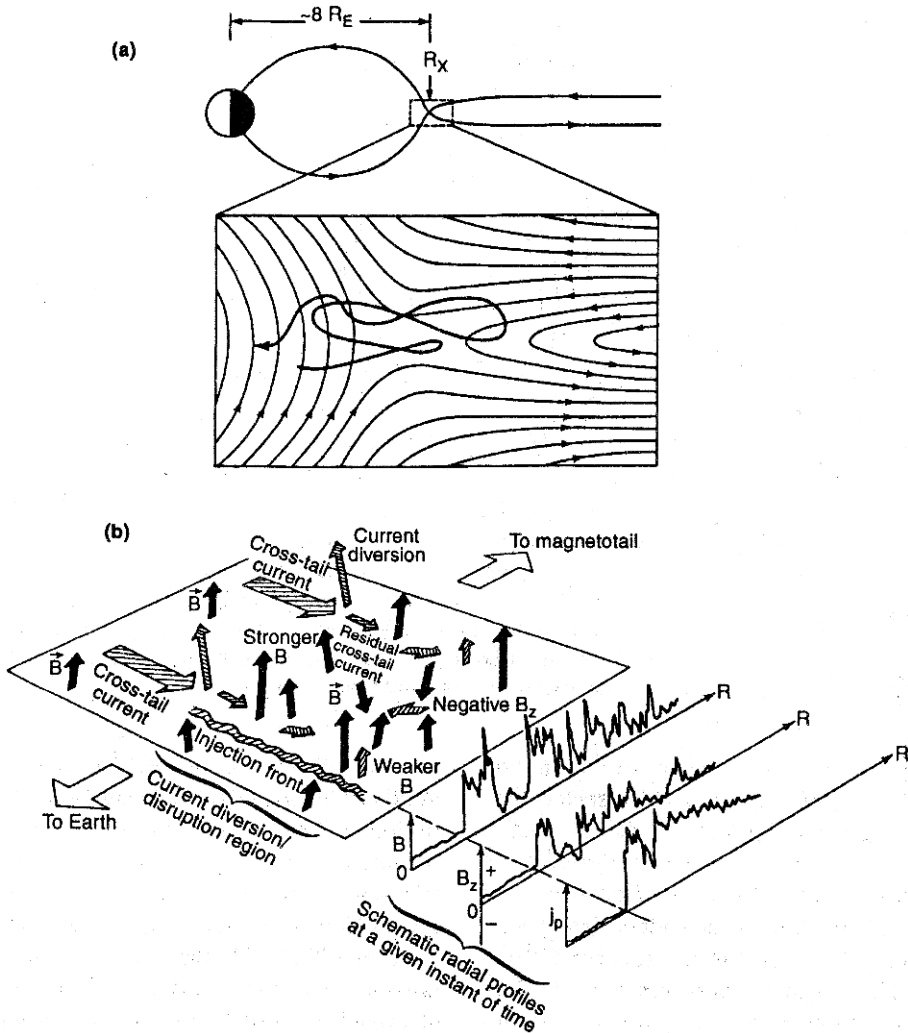 (a)
~8 R_E
R_X
(b)
Current
diversion
To magnetotail
Cross-tail
current
B
Stronger
B
Residual
cross-tail
current
B
Cross-tail
current
B
Negative B_z
Injection front
Weaker
B
To Earth
Current diversion/
disruption region
R
R
R
B
0
+
B_z
0
−
j_p
Schematic radial profiles
at a given instant of time